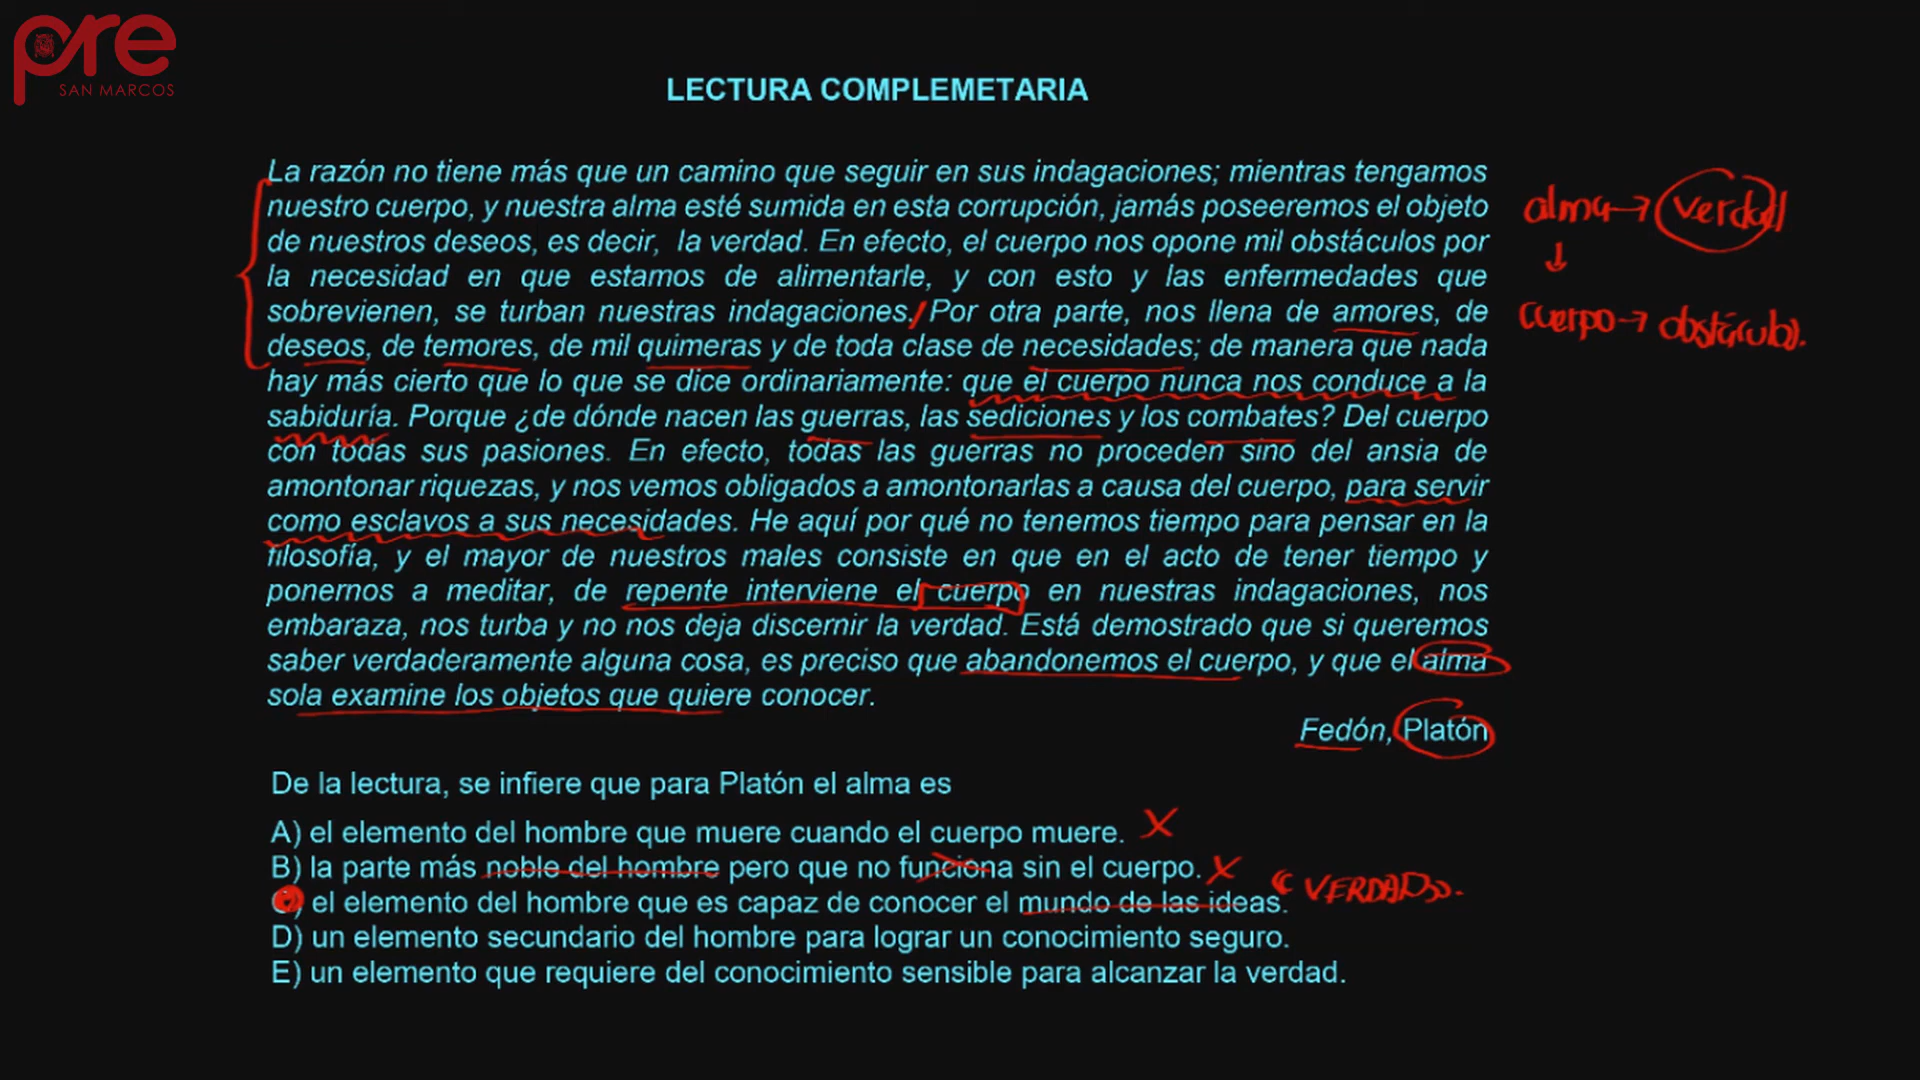 pre
SAN MARCOS
LECTURA COMPLEMETARIA
La razón no tiene más que un camino que seguir en sus indagaciones; mientras tengamos
nuestro cuerpo, y nuestra alma esté sumida en esta corrupción, jamás poseeremos el objeto
de nuestros deseos, es decir, la verdad. En efecto, el cuerpo nos opone mil obstáculos por
la necesidad en que estamos de alimentarle, y con esto y las enfermedades que
sobrevienen, se turban nuestras indagaciones. Por otra parte, nos llena de amores, de
deseos, de temores, de mil quimeras y de toda clase de necesidades; de manera que nada
hay más cierto que lo que se dice ordinariamente: que el cuerpo nunca nos conduce a la
sabiduría. Porque ¿de dónde nacen las guerras, las sediciones y los combates? Del cuerpo
con todas sus pasiones. En efecto, todas las guerras no proceden sino del ansia de
amontonar riquezas, y nos vemos obligados a amontonarlas a causa del cuerpo, para servir
como esclavos a sus necesidades. He aquí por qué no tenemos tiempo para pensar en la
filosofía, y el mayor de nuestros males consiste en que en el acto de tener tiempo y
ponernos a meditar, de repente interviene el cuerpo en nuestras indagaciones, nos
embaraza, nos turba y no nos deja discernir la verdad. Está demostrado que si queremos
saber verdaderamente alguna cosa, es preciso que abandonemos el cuerpo, y que el alma
sola examine los objetos que quiere conocer.
Fedón, Platón
alma → verdad
↓
cuerpo → obstáculo.
De la lectura, se infiere que para Platón el alma es
A) el elemento del hombre que muere cuando el cuerpo muere. X
B) la parte más noble del hombre pero que no funciona sin el cuerpo. X
C) el elemento del hombre que es capaz de conocer el mundo de las ideas.
D) un elemento secundario del hombre para lograr un conocimiento seguro.
E) un elemento que requiere del conocimiento sensible para alcanzar la verdad.